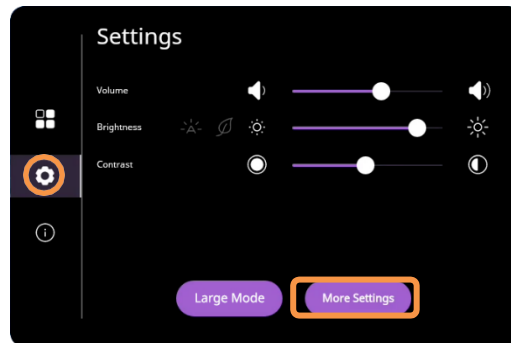 Settings
Volume
Brightness
Contrast
Large Mode
More Settings